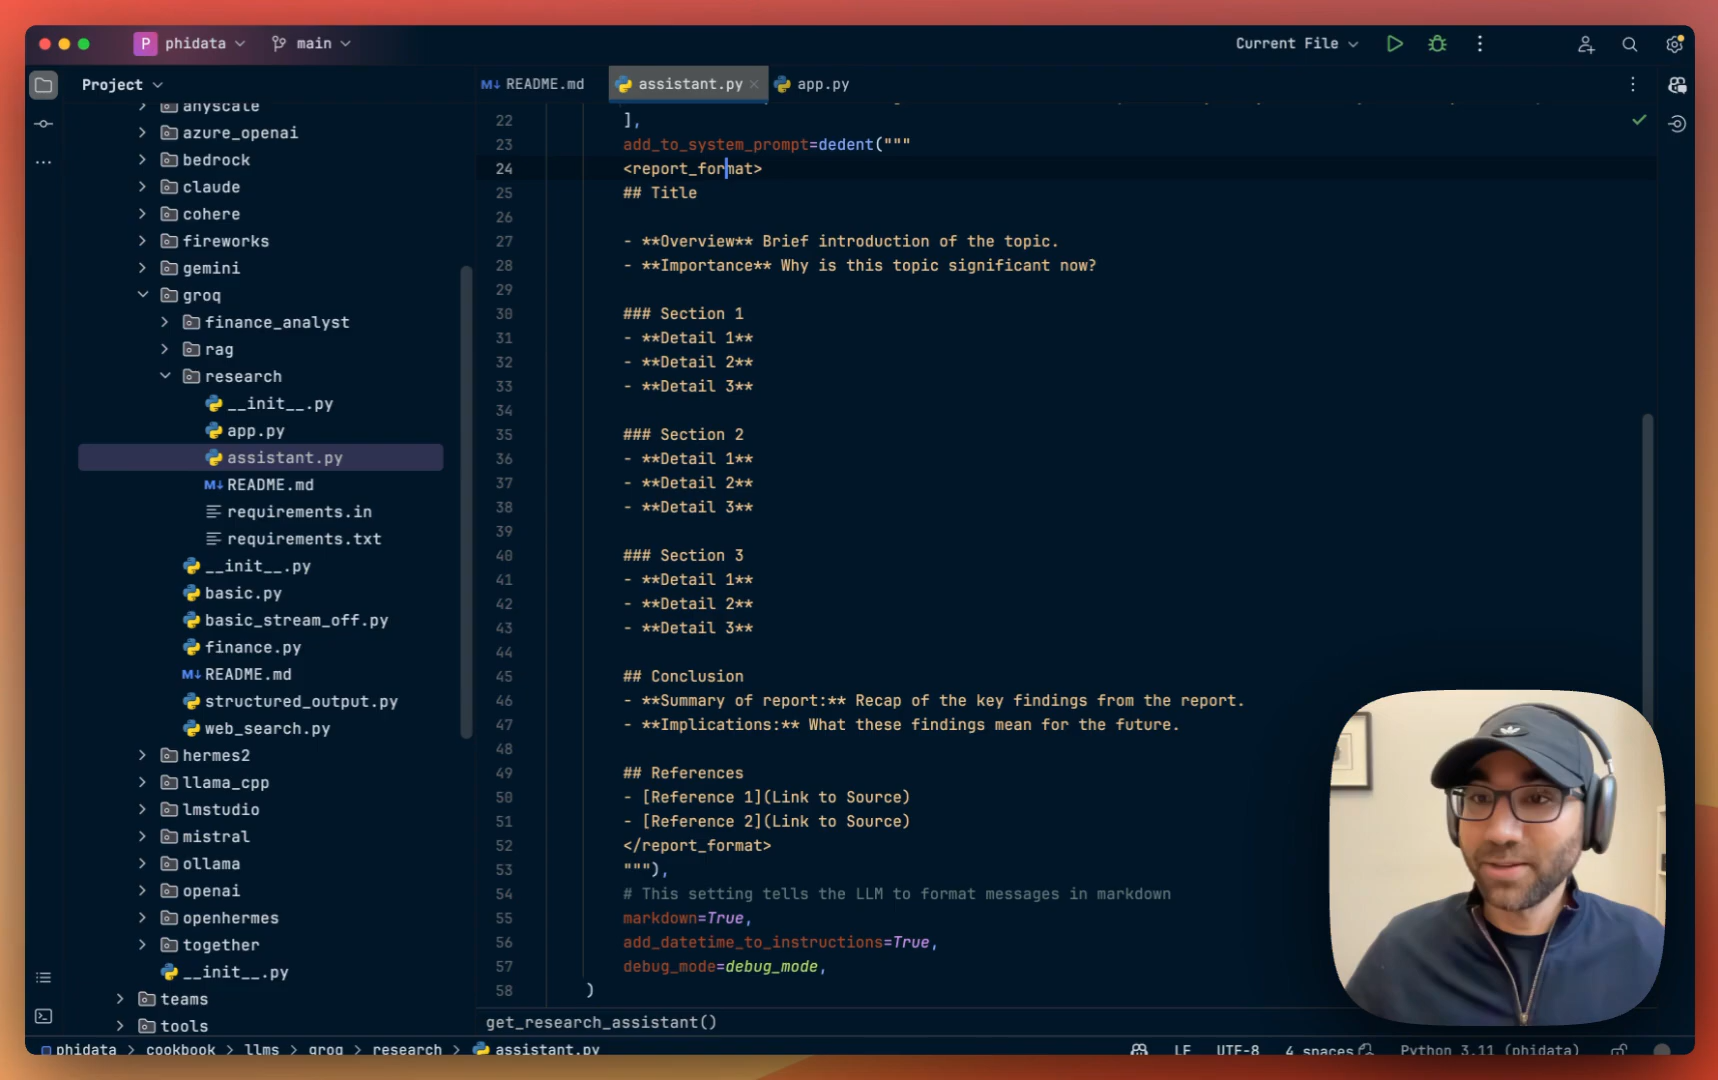 P phidata main
Current File
Project
README.md
assistant.py
app.py
anyscale
azure_openai
bedrock
claude
cohere
fireworks
gemini
groq
finance_analyst
rag
research
__init__.py
app.py
assistant.py
README.md
requirements.in
requirements.txt
__init__.py
basic.py
basic_stream_off.py
finance.py
README.md
structured_output.py
web_search.py
hermes2
llama_cpp
lmstudio
mistral
ollama
openai
openhermes
together
__init__.py
teams
tools
22 ],
23 add_to_system_prompt=dedent("""
24 <report_format>
25 ## Title
26
27 - **Overview** Brief introduction of the topic.
28 - **Importance** Why is this topic significant now?
29
30 ### Section 1
31 - **Detail 1**
32 - **Detail 2**
33 - **Detail 3**
34
35 ### Section 2
36 - **Detail 1**
37 - **Detail 2**
38 - **Detail 3**
39
40 ### Section 3
41 - **Detail 1**
42 - **Detail 2**
43 - **Detail 3**
44
45 ## Conclusion
46 - **Summary of report:** Recap of the key findings from the report.
47 - **Implications:** What these findings mean for the future.
48
49 ## References
50 - [Reference 1](Link to Source)
51 - [Reference 2](Link to Source)
52 </report_format>
53 """),
54 # This setting tells the LLM to format messages in markdown
55 markdown=True,
56 add_datetime_to_instructions=True,
57 debug_mode=debug_mode,
58 )
get_research_assistant()
phidata > cookbook > llms > groq > research > assistant.py
LF UTF-8 4 spaces Python 3.11 (phidata)